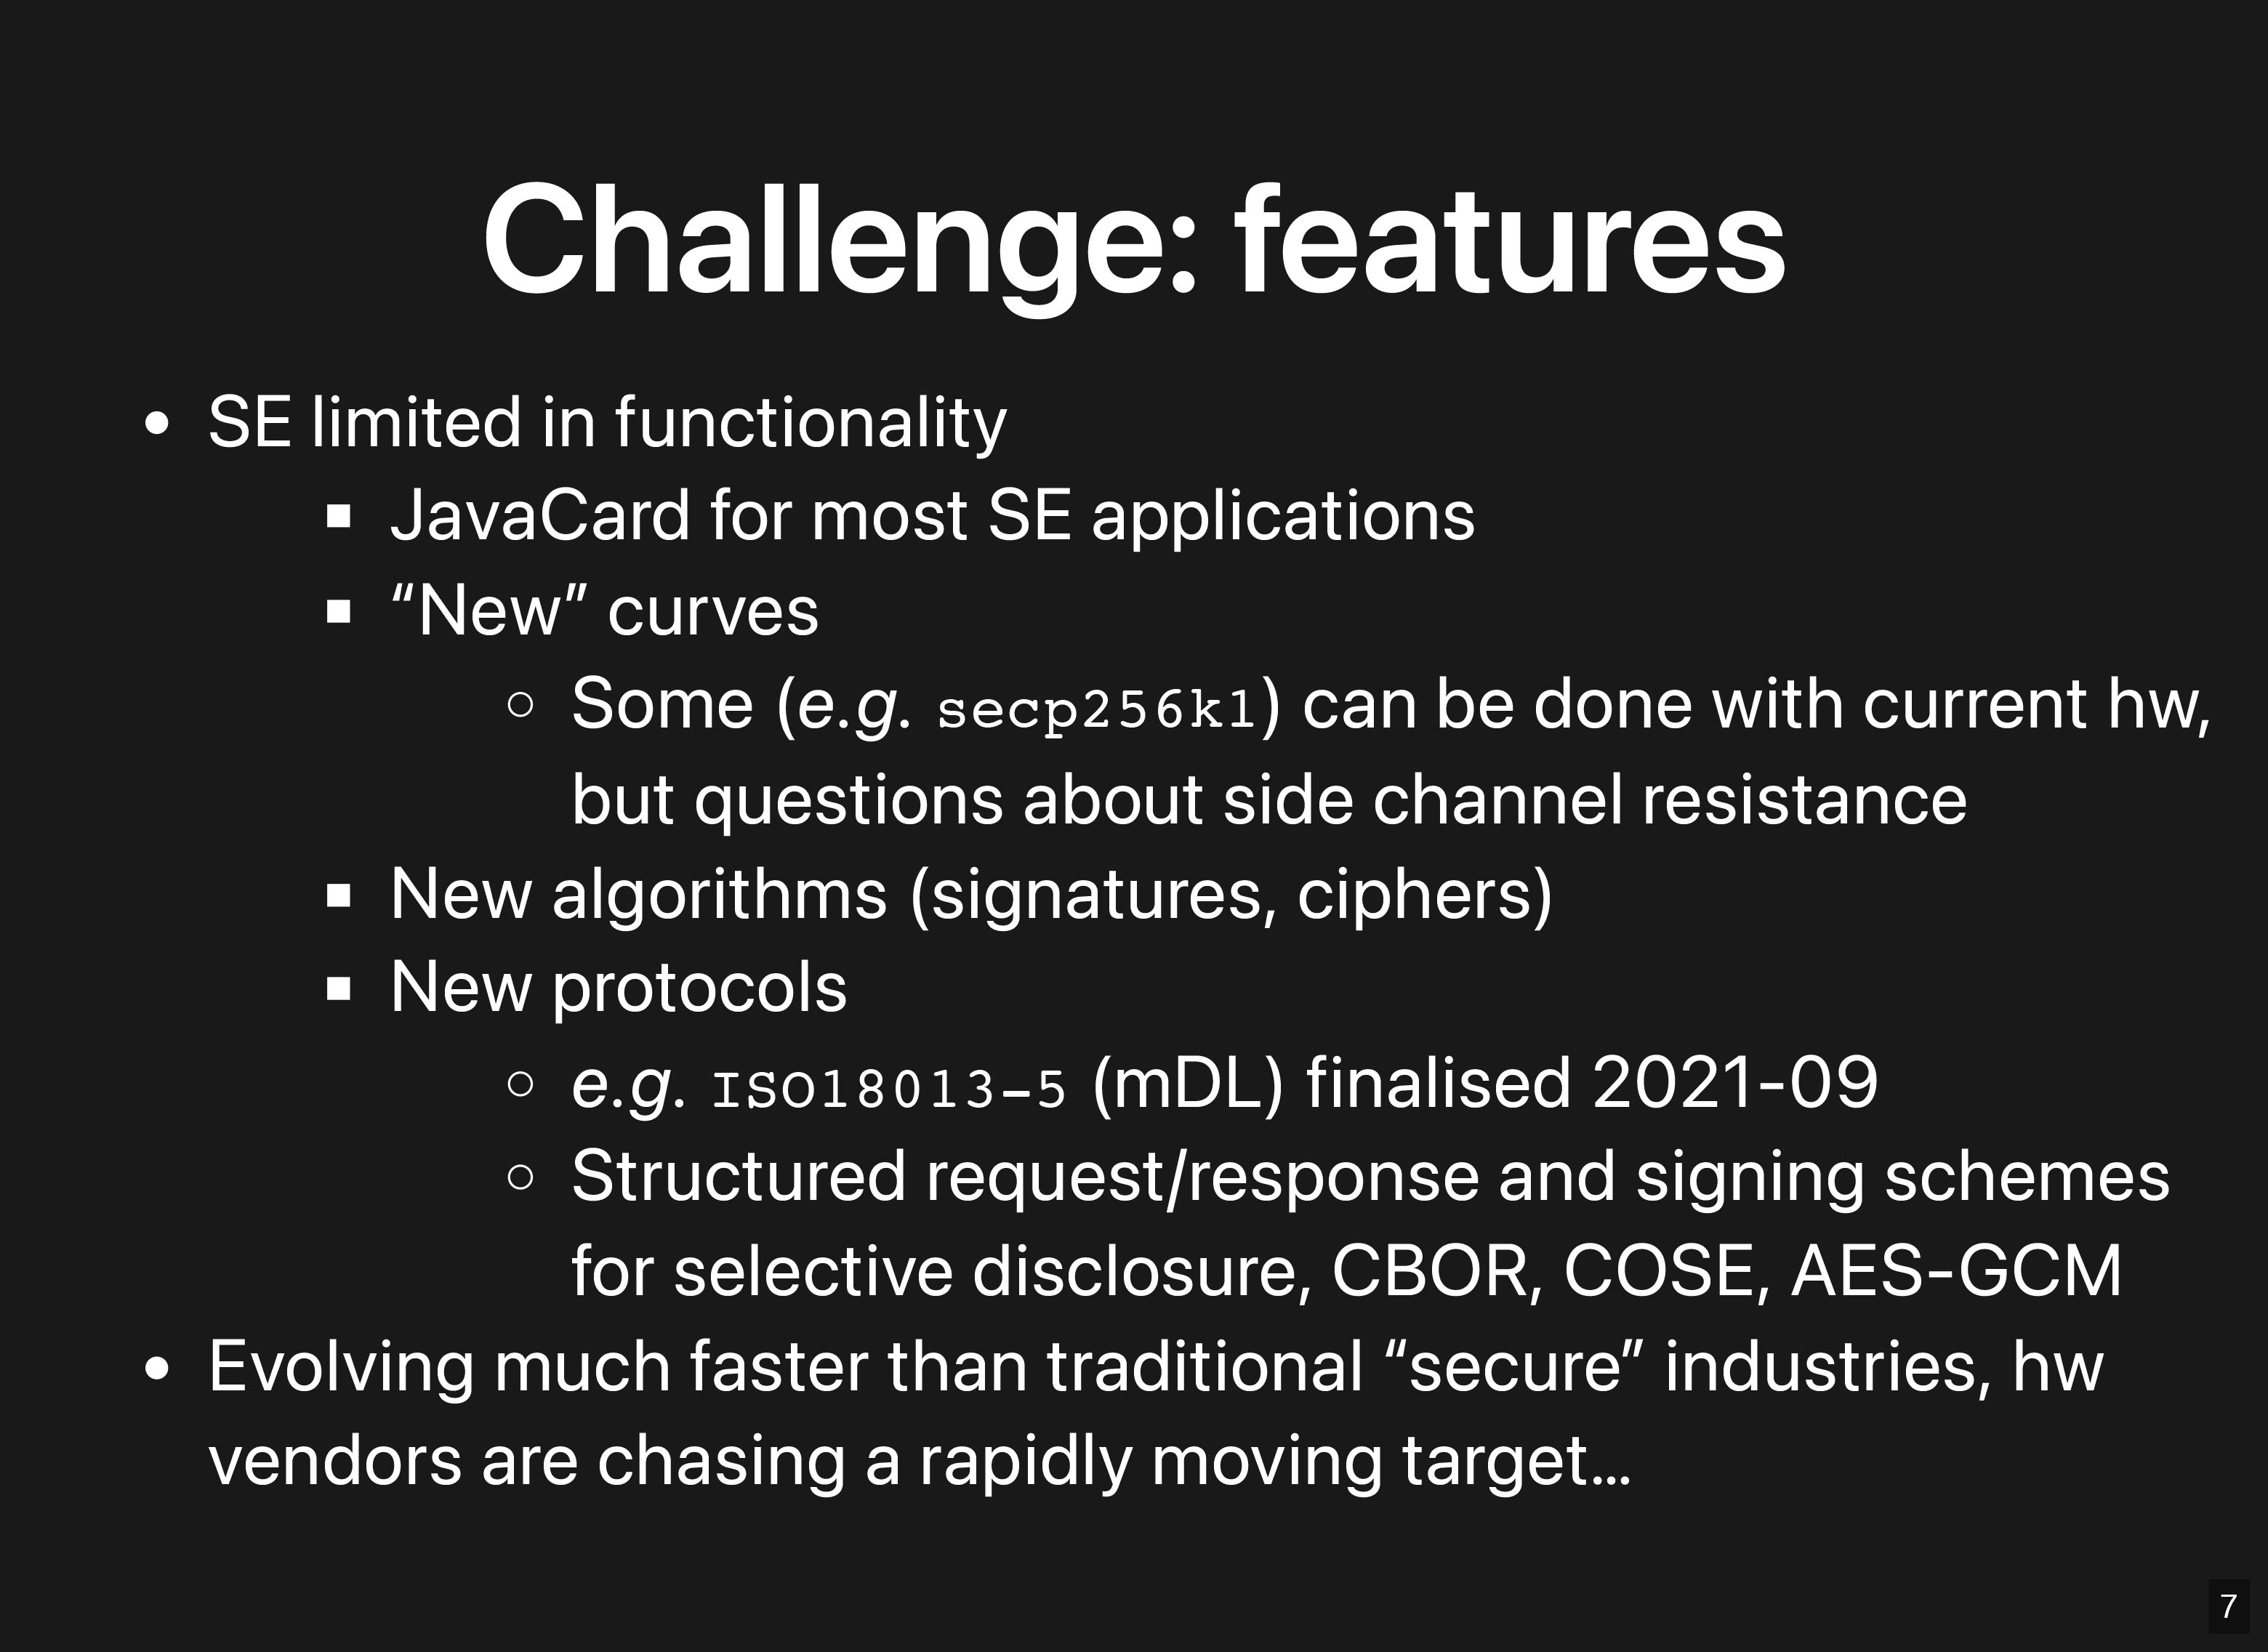 Challenge: features
• SE limited in functionality
▪ JavaCard for most SE applications
▪ “New” curves
◦ Some (e.g. secp256k1) can be done with current hw,
but questions about side channel resistance
▪ New algorithms (signatures, ciphers)
▪ New protocols
◦ e.g. ISO18013-5 (mDL) finalised 2021-09
◦ Structured request/response and signing schemes
for selective disclosure, CBOR, COSE, AES-GCM
• Evolving much faster than traditional “secure” industries, hw
vendors are chasing a rapidly moving target…
7